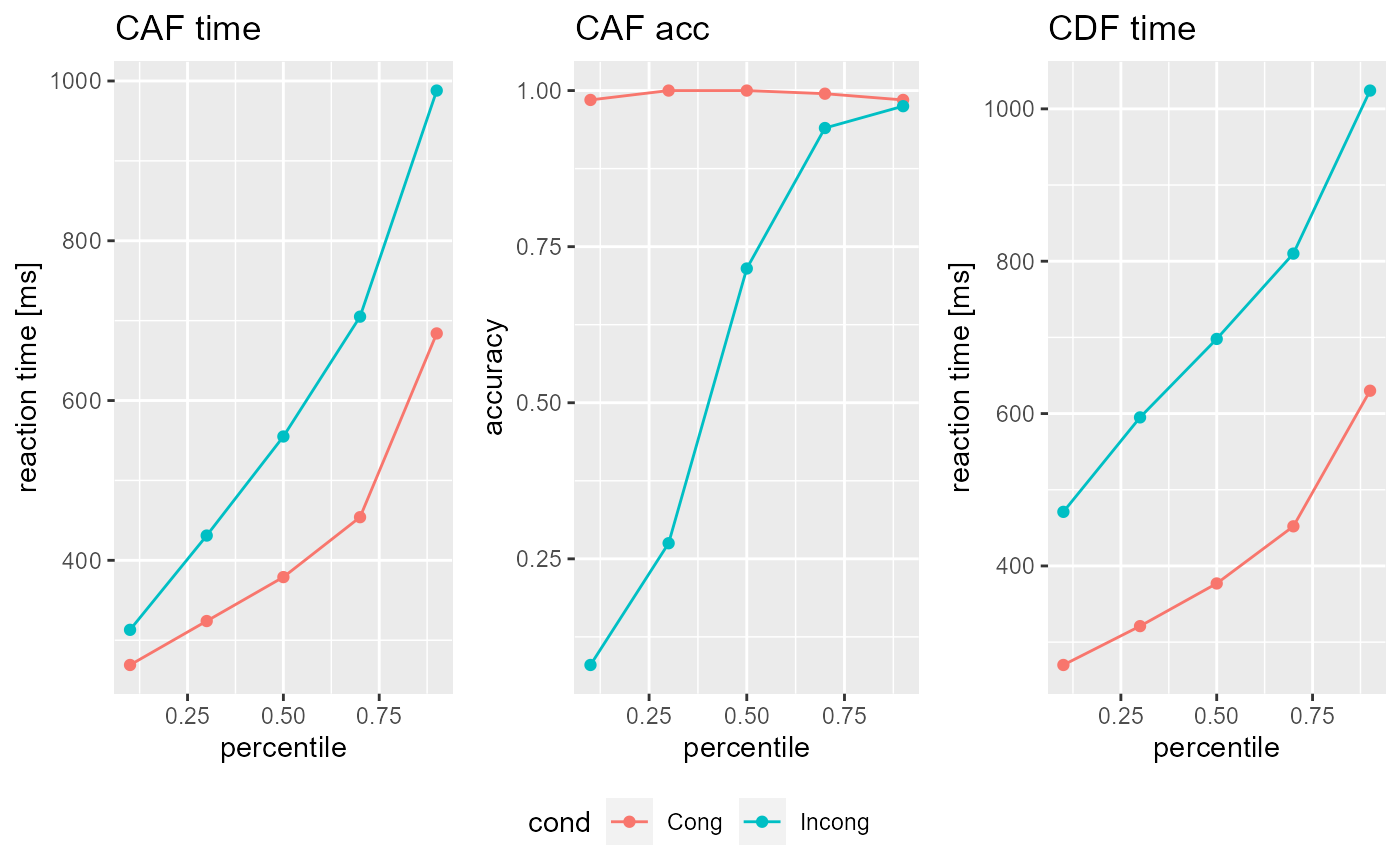 CAF time
CAF acc
CDF time
reaction time [ms]
1000
800
600
400
0.25 0.50 0.75
percentile
accuracy
1.00
0.75
0.50
0.25
0.25 0.50 0.75
percentile
reaction time [ms]
1000
800
600
400
0.25 0.50 0.75
percentile
cond Cong Incong